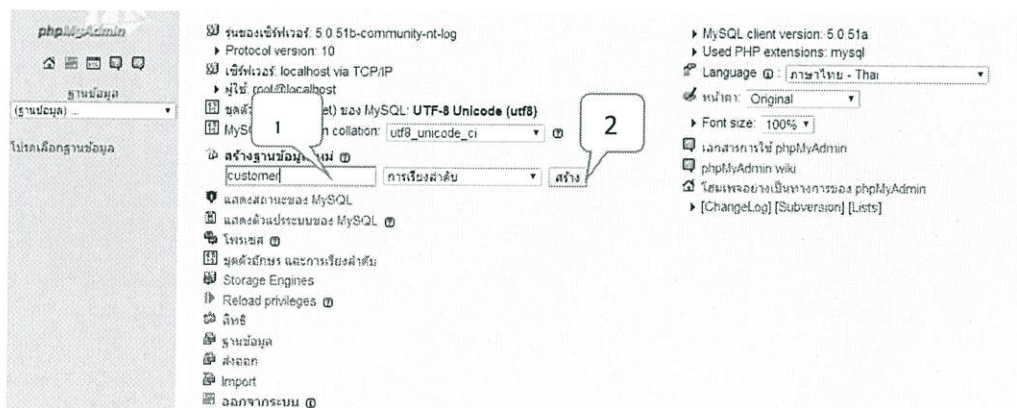 phpMyAdmin
ฐานข้อมูล
(ฐานข้อมูล) ...
โปรดเลือกฐานข้อมูล
รุ่นของเซิร์ฟเวอร์: 5.0.51b-community-nt-log
Protocol version: 10
เซิร์ฟเวอร์: localhost via TCP/IP
ผู้ใช้: root@localhost
ชุดตัว et) ของ MySQL: UTF-8 Unicode (utf8)
MyS n collation: utf8_unicode_ci
1
2
สร้างฐานข้อมูลใหม่
customer การเรียงลำดับ สร้าง
แสดงสถานะของ MySQL
แสดงตัวแปรระบบของ MySQL
โพรเซส
ชุดตัวอักษร และการเรียงลำดับ
Storage Engines
Reload privileges
สิทธิ
ฐานข้อมูล
ส่งออก
Import
ออกจากระบบ
MySQL client version: 5.0.51a
Used PHP extensions: mysql
Language : ภาษาไทย - Thai
หน้าตา: Original
Font size: 100%
เอกสารการใช้ phpMyAdmin
phpMyAdmin wiki
โฮมเพจอย่างเป็นทางการของ phpMyAdmin
[ChangeLog] [Subversion] [Lists]